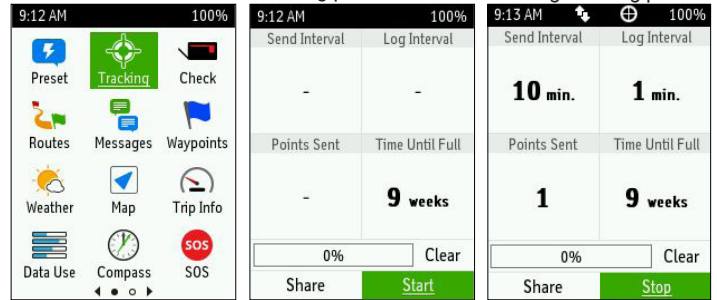 9:12 AM 100%
Preset Tracking Check
Routes Messages Waypoints
Weather Map Trip Info
SOS
Data Use Compass SOS
9:12 AM 100%
Send Interval Log Interval
- -
Points Sent Time Until Full
- 9 weeks
0% Clear
Share Start
9:13 AM 100%
Send Interval Log Interval
10 min. 1 min.
Points Sent Time Until Full
1 9 weeks
0% Clear
Share Stop